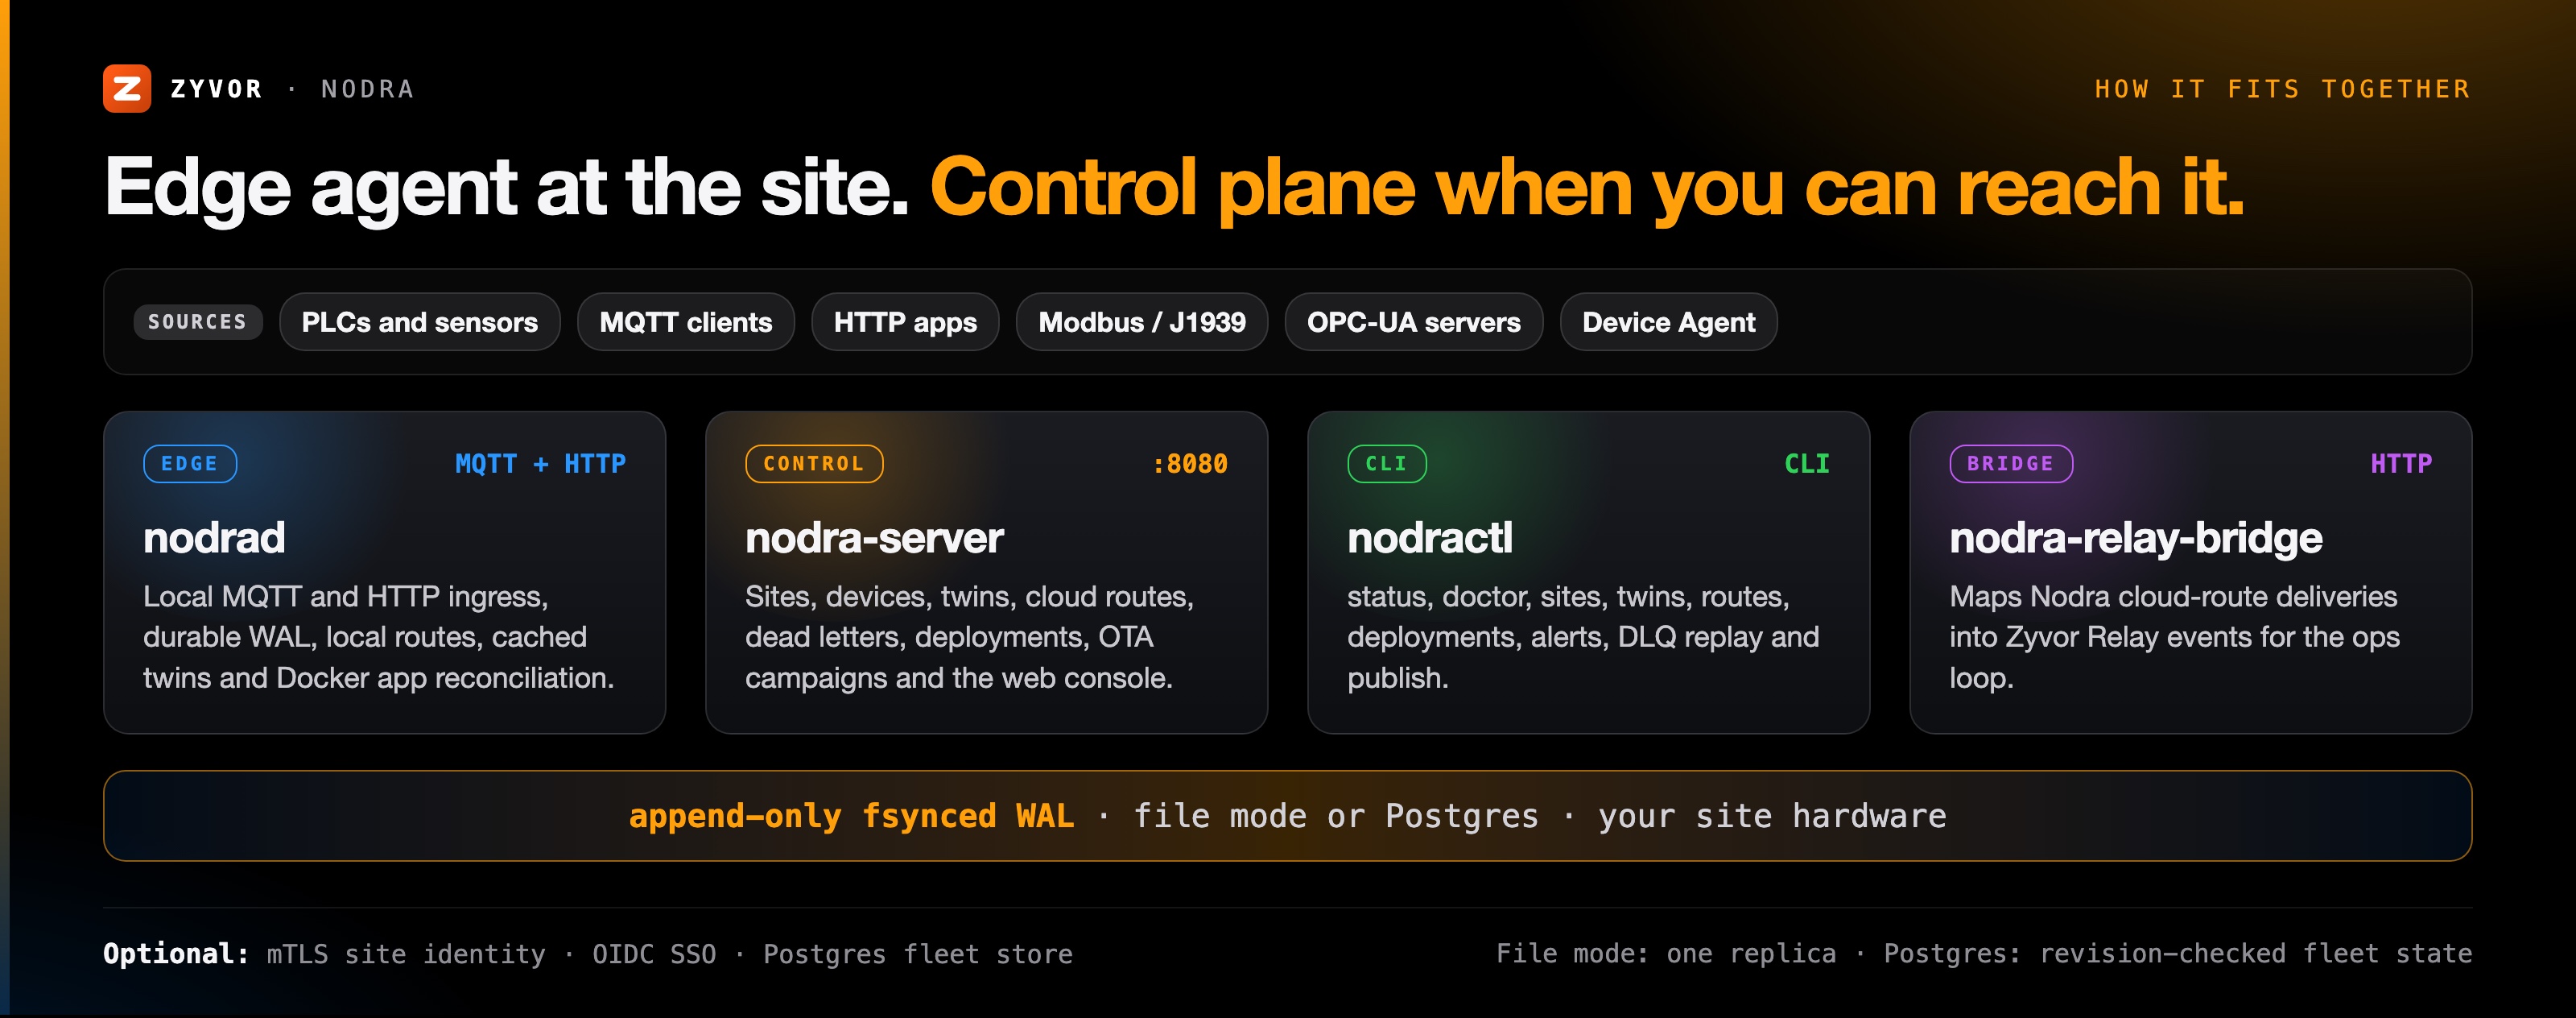 ZYVOR · NODRA
HOW IT FITS TOGETHER
Edge agent at the site. Control plane when you can reach it.
SOURCES PLCs and sensors MQTT clients HTTP apps Modbus / J1939 OPC-UA servers Device Agent
EDGE MQTT + HTTP
nodrad
Local MQTT and HTTP ingress,
durable WAL, local routes, cached
twins and Docker app reconciliation.
CONTROL :8080
nodra-server
Sites, devices, twins, cloud routes,
dead letters, deployments, OTA
campaigns and the web console.
CLI CLI
nodractl
status, doctor, sites, twins, routes,
deployments, alerts, DLQ replay and
publish.
BRIDGE HTTP
nodra-relay-bridge
Maps Nodra cloud-route deliveries
into Zyvor Relay events for the ops
loop.
append-only fsynced WAL · file mode or Postgres · your site hardware
Optional: mTLS site identity · OIDC SSO · Postgres fleet store
File mode: one replica · Postgres: revision-checked fleet state